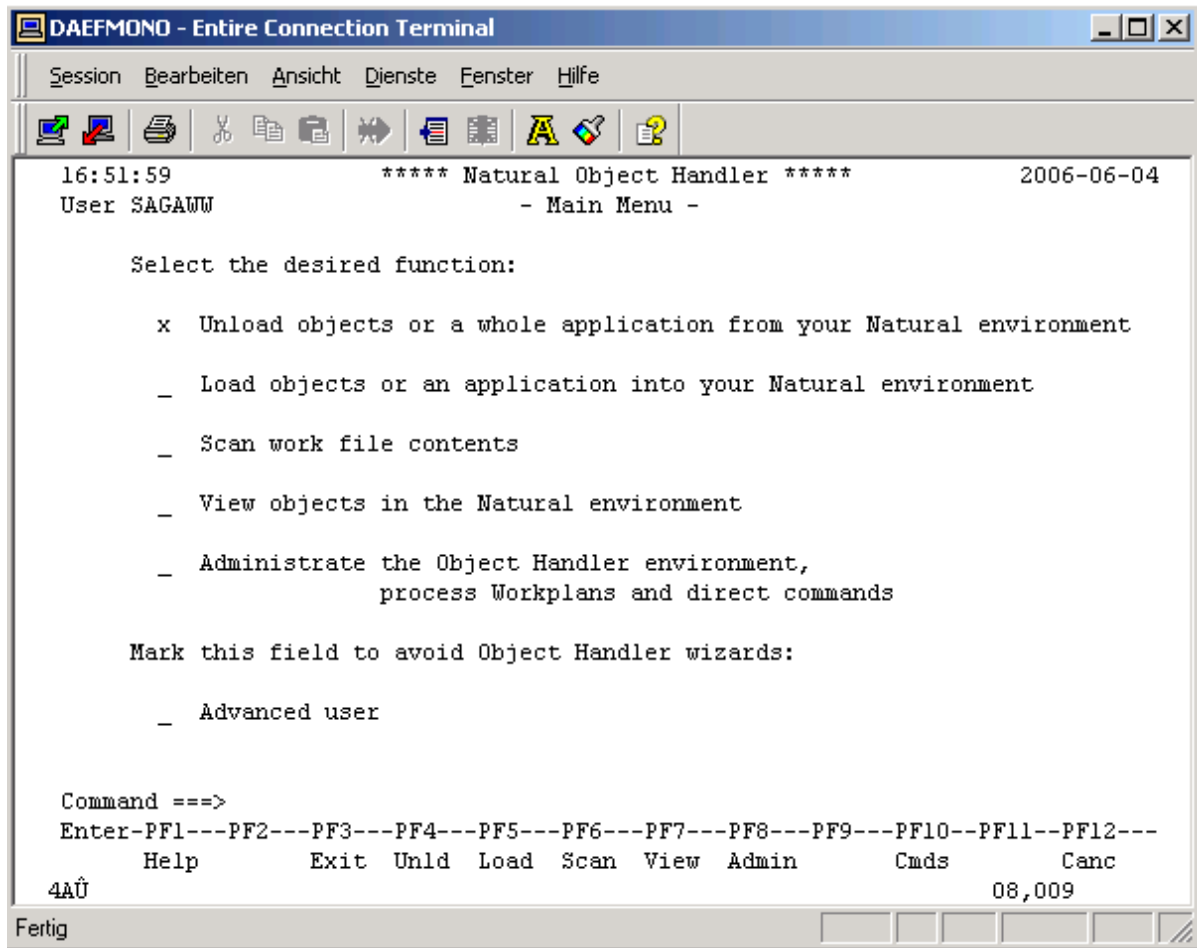 DAEFMONO - Entire Connection Terminal
Session Bearbeiten Ansicht Dienste Fenster Hilfe
16:51:59 ***** Natural Object Handler ***** 2006-06-04
User SAGAWW - Main Menu -
Select the desired function:
x Unload objects or a whole application from your Natural environment
_ Load objects or an application into your Natural environment
_ Scan work file contents
_ View objects in the Natural environment
_ Administrate the Object Handler environment,
process Workplans and direct commands
Mark this field to avoid Object Handler wizards:
_ Advanced user
Command ===>
Enter-PF1---PF2---PF3---PF4---PF5---PF6---PF7---PF8---PF9---PF10--PF11--PF12---
Help Exit Unld Load Scan View Admin Cmds Canc
4AÛ 08,009
Fertig